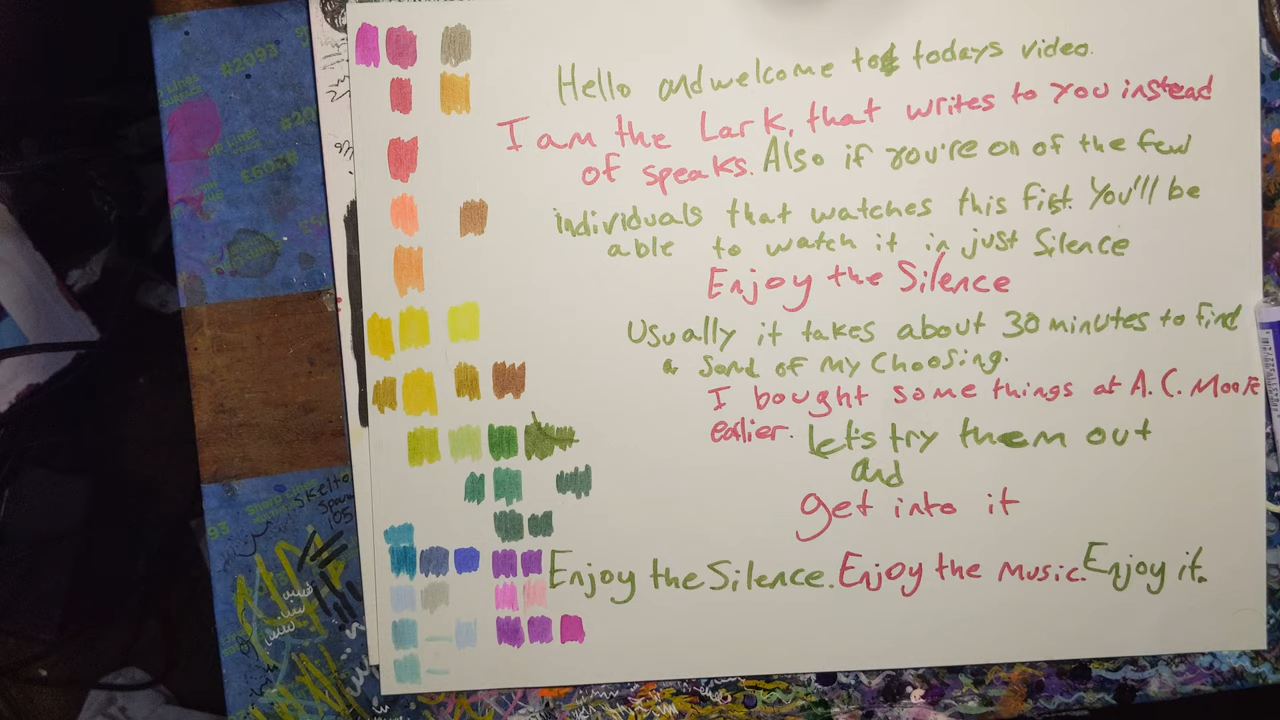 Hello and welcome to todays video.
I am the Lark, that writes to you instead
of speaks. Also if you're on of the few
individuals that watches this first. You'll be
able to watch it in just Silence
Enjoy the Silence
Usually it takes about 30 minutes to find
a Song of my Choosing.
I bought some things at A.C. Moore
earlier. Let's try them out
and
get into it
Enjoy the Silence. Enjoy the Music. Enjoy it.
#2093